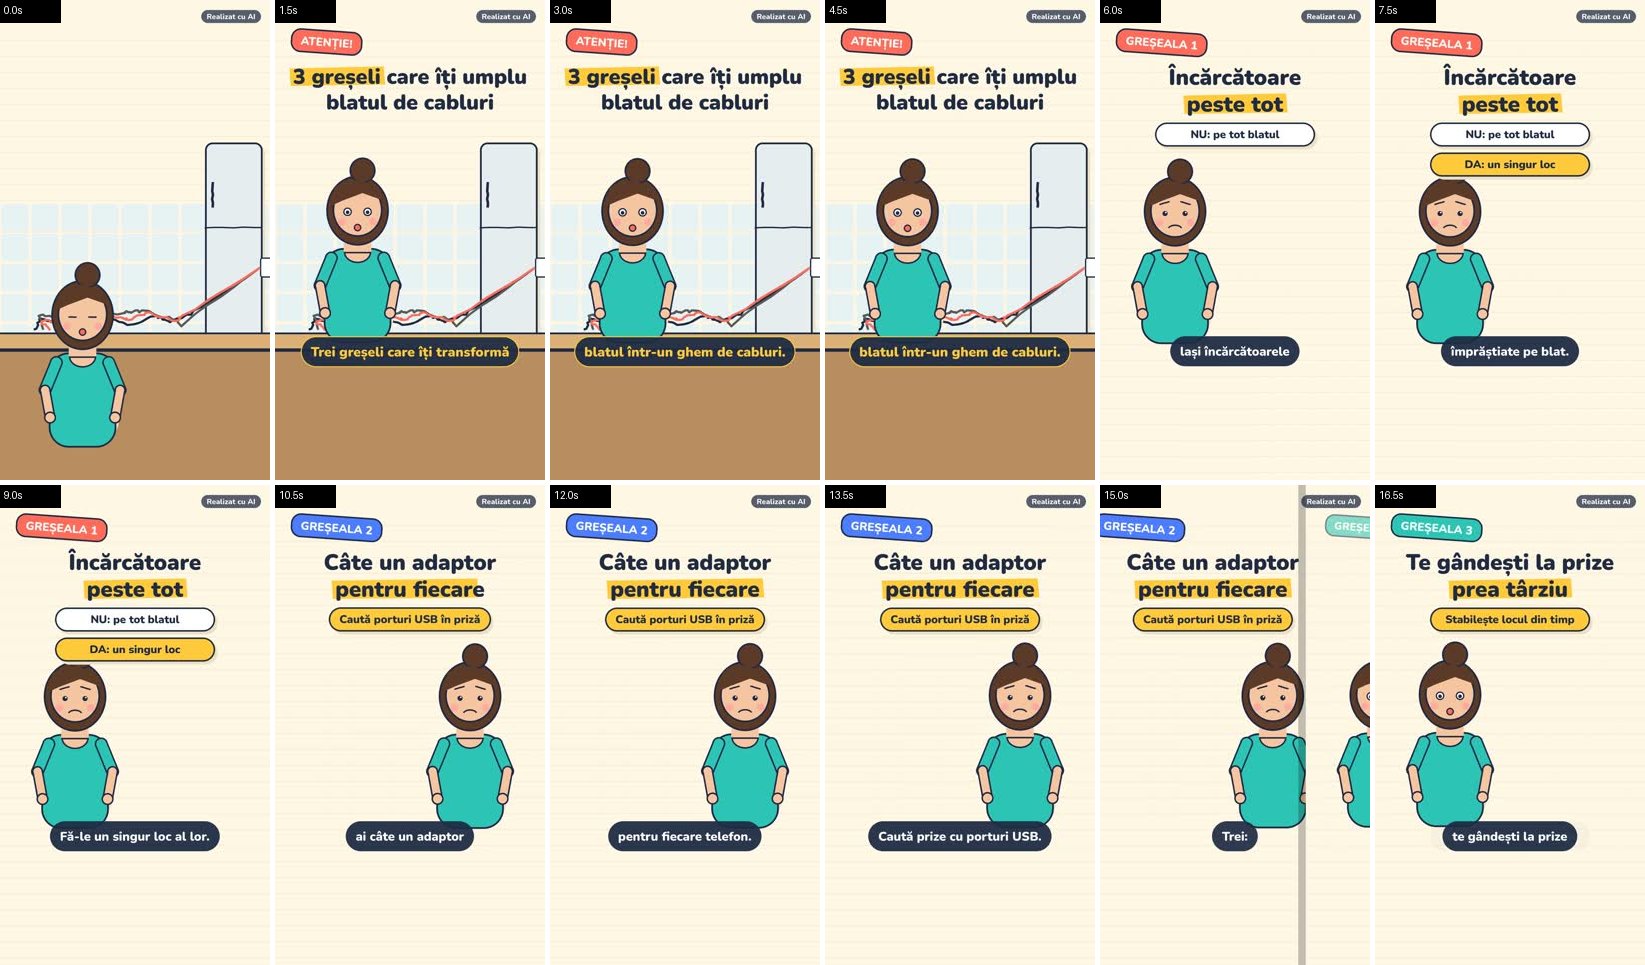 0.0s
Realizat cu AI
1.5s
Realizat cu AI
ATENȚIE!
3 greșeli care îți umplu
blatul de cabluri
Trei greșeli care îți transformă
3.0s
Realizat cu AI
ATENȚIE!
3 greșeli care îți umplu
blatul de cabluri
blatul într-un ghem de cabluri.
4.5s
Realizat cu AI
ATENȚIE!
3 greșeli care îți umplu
blatul de cabluri
blatul într-un ghem de cabluri.
6.0s
Realizat cu AI
GREȘEALA 1
Încărcătoare
peste tot
NU: pe tot blatul
lași încărcătoarele
7.5s
Realizat cu AI
GREȘEALA 1
Încărcătoare
peste tot
NU: pe tot blatul
DA: un singur loc
împrăștiate pe blat.
9.0s
Realizat cu AI
GREȘEALA 1
Încărcătoare
peste tot
NU: pe tot blatul
DA: un singur loc
Fă-le un singur loc al lor.
10.5s
Realizat cu AI
GREȘEALA 2
Câte un adaptor
pentru fiecare
Caută porturi USB în priză
ai câte un adaptor
12.0s
Realizat cu AI
GREȘEALA 2
Câte un adaptor
pentru fiecare
Caută porturi USB în priză
pentru fiecare telefon.
13.5s
Realizat cu AI
GREȘEALA 2
Câte un adaptor
pentru fiecare
Caută porturi USB în priză
Caută prize cu porturi USB.
15.0s
Realizat cu AI
GREȘEALA 2
GREȘE
Câte un adaptor
pentru fiecare
Caută porturi USB în priză
Trei:
16.5s
Realizat cu AI
GREȘEALA 3
Te gândești la prize
prea târziu
Stabilește locul din timp
te gândești la prize